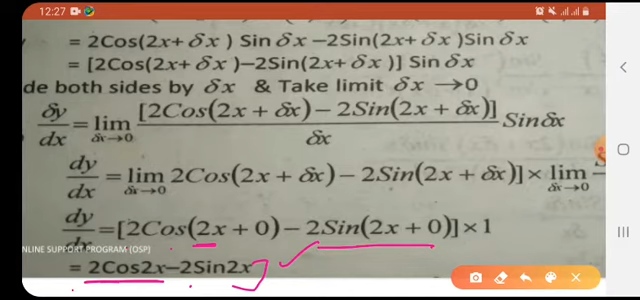 12:27
= 2Cos(2x+ δx ) Sin δx −2Sin(2x+ δx )Sin δx
= [2Cos(2x+ δx )−2Sin(2x+ δx )] Sin δx
de both sides by δx & Take limit δx →0
δy/dx = lim δx→0 [2Cos(2x + δx) − 2Sin(2x + δx)]/δx Sinδx
dy/dx = lim δx→0 2Cos(2x + δx) − 2Sin(2x + δx)] × lim δx→0 S
dy/dx = [2Cos(2x + 0) − 2Sin(2x + 0)] × 1
NLINE SUPPORT PROGRAM (OSP)
= 2Cos2x−2Sin2x